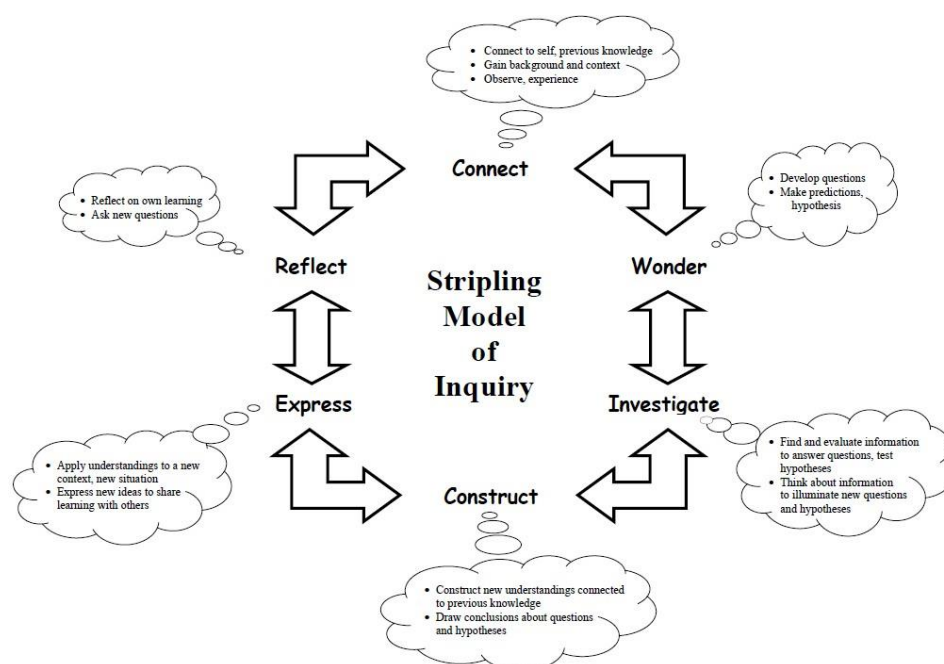 • Connect to self, previous knowledge
• Gain background and context
• Observe, experience
Connect
• Develop questions
• Make predictions,
hypothesis
Wonder
• Reflect on own learning
• Ask new questions
Reflect
Stripling
Model
of
Inquiry
Express
• Apply understandings to a new
context, new situation
• Express new ideas to share
learning with others
Investigate
• Find and evaluate information
to answer questions, test
hypotheses
• Think about information
to illuminate new questions
and hypotheses
Construct
• Construct new understandings connected
to previous knowledge
• Draw conclusions about questions
and hypotheses